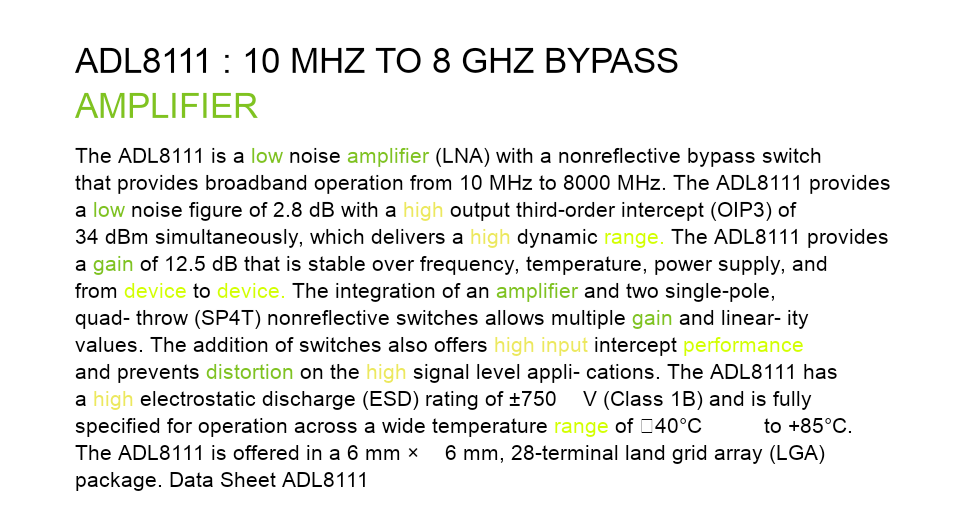 ADL8111 : 10 MHZ TO 8 GHZ BYPASS
AMPLIFIER
The ADL8111 is a low noise amplifier (LNA) with a nonreflective bypass switch
that provides broadband operation from 10 MHz to 8000 MHz. The ADL8111 provides
a low noise figure of 2.8 dB with a high output third-order intercept (OIP3) of
34 dBm simultaneously, which delivers a high dynamic range. The ADL8111 provides
a gain of 12.5 dB that is stable over frequency, temperature, power supply, and
from device to device. The integration of an amplifier and two single-pole,
quad- throw (SP4T) nonreflective switches allows multiple gain and linear- ity
values. The addition of switches also offers high input intercept performance
and prevents distortion on the high signal level appli- cations. The ADL8111 has
a high electrostatic discharge (ESD) rating of ±750 V (Class 1B) and is fully
specified for operation across a wide temperature range of □40°C to +85°C.
The ADL8111 is offered in a 6 mm × 6 mm, 28-terminal land grid array (LGA)
package. Data Sheet ADL8111